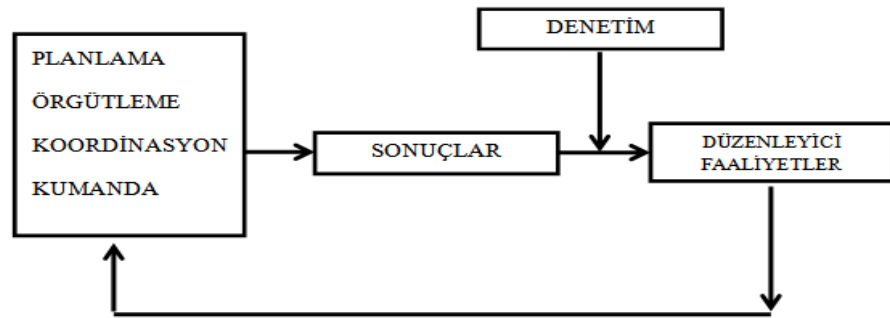 PLANLAMA
ÖRGÜTLEME
KOORDİNASYON
KUMANDA
SONUÇLAR
DENETİM
DÜZENLEYİCİ
FAALİYETLER